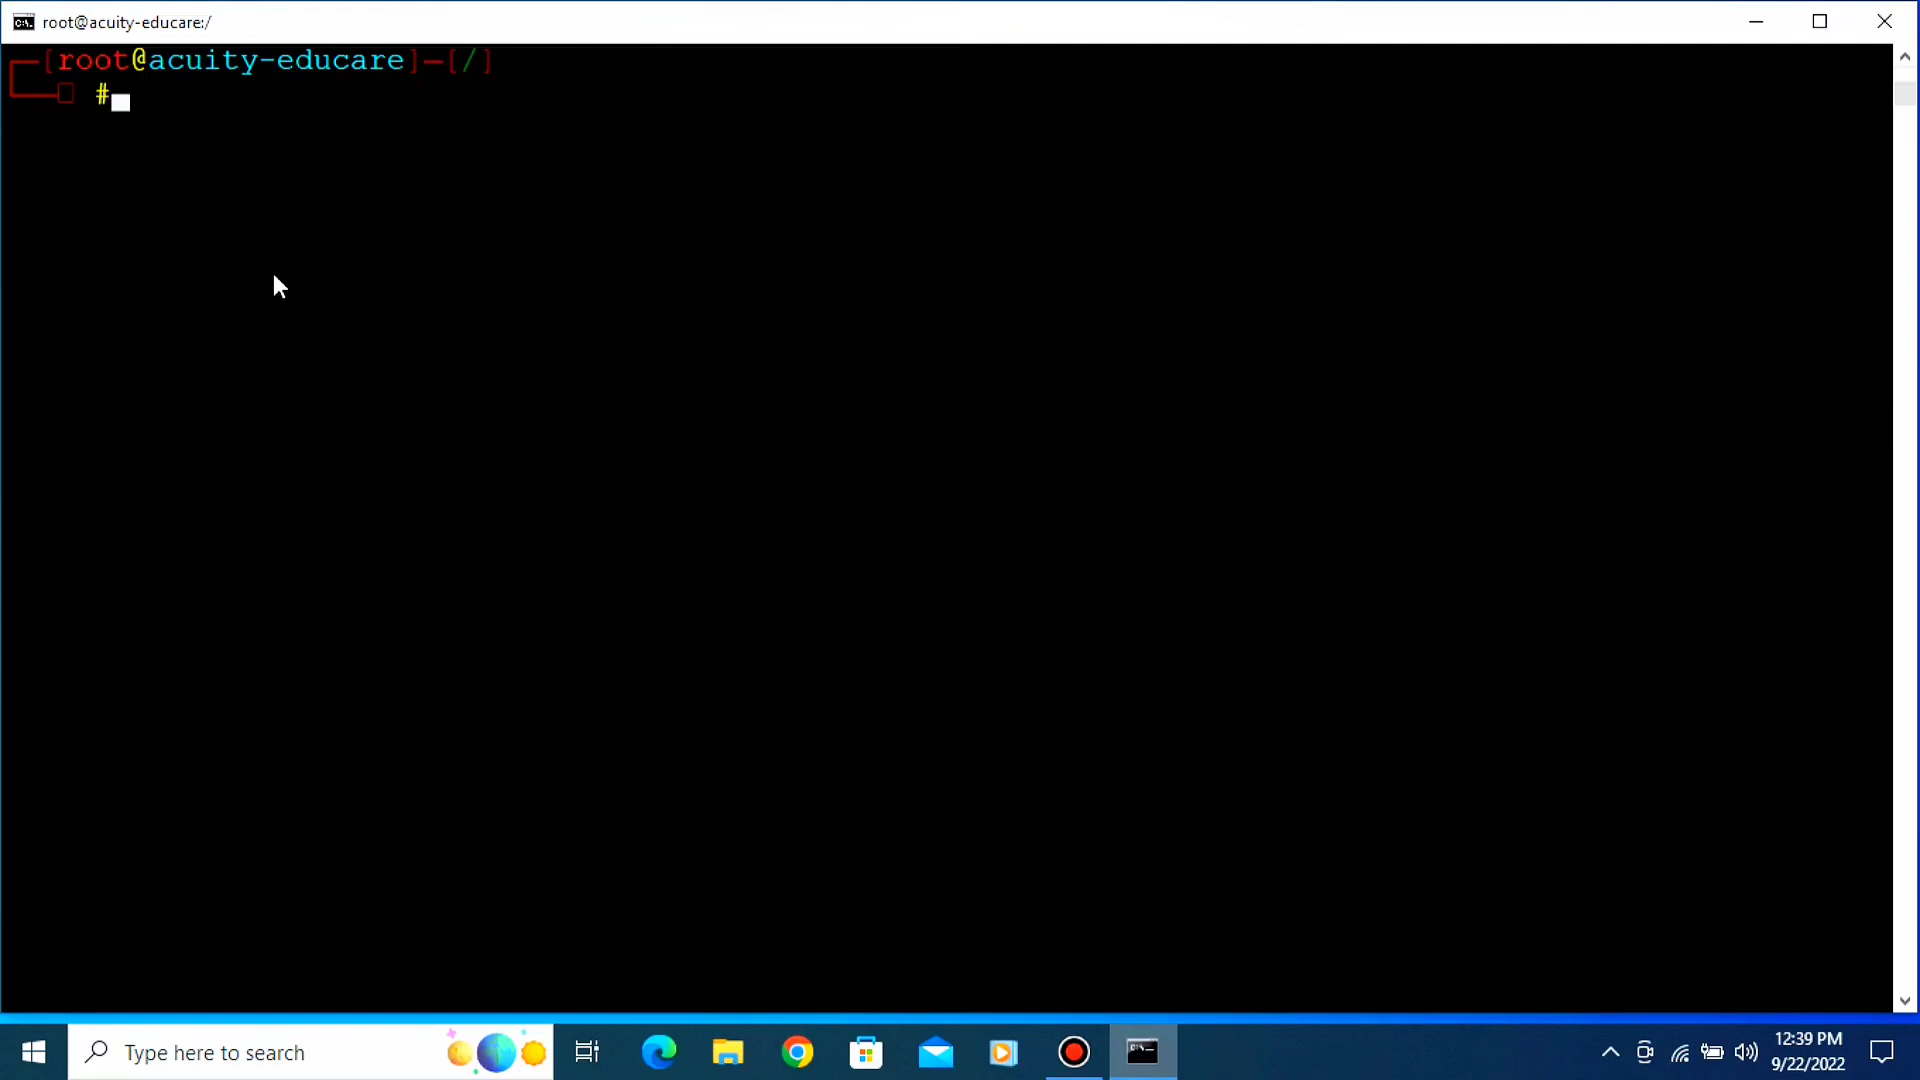 root@acuity-educare:/
┌─[root@acuity-educare]─[/]
└──□ #
Type here to search
12:39 PM
9/22/2022